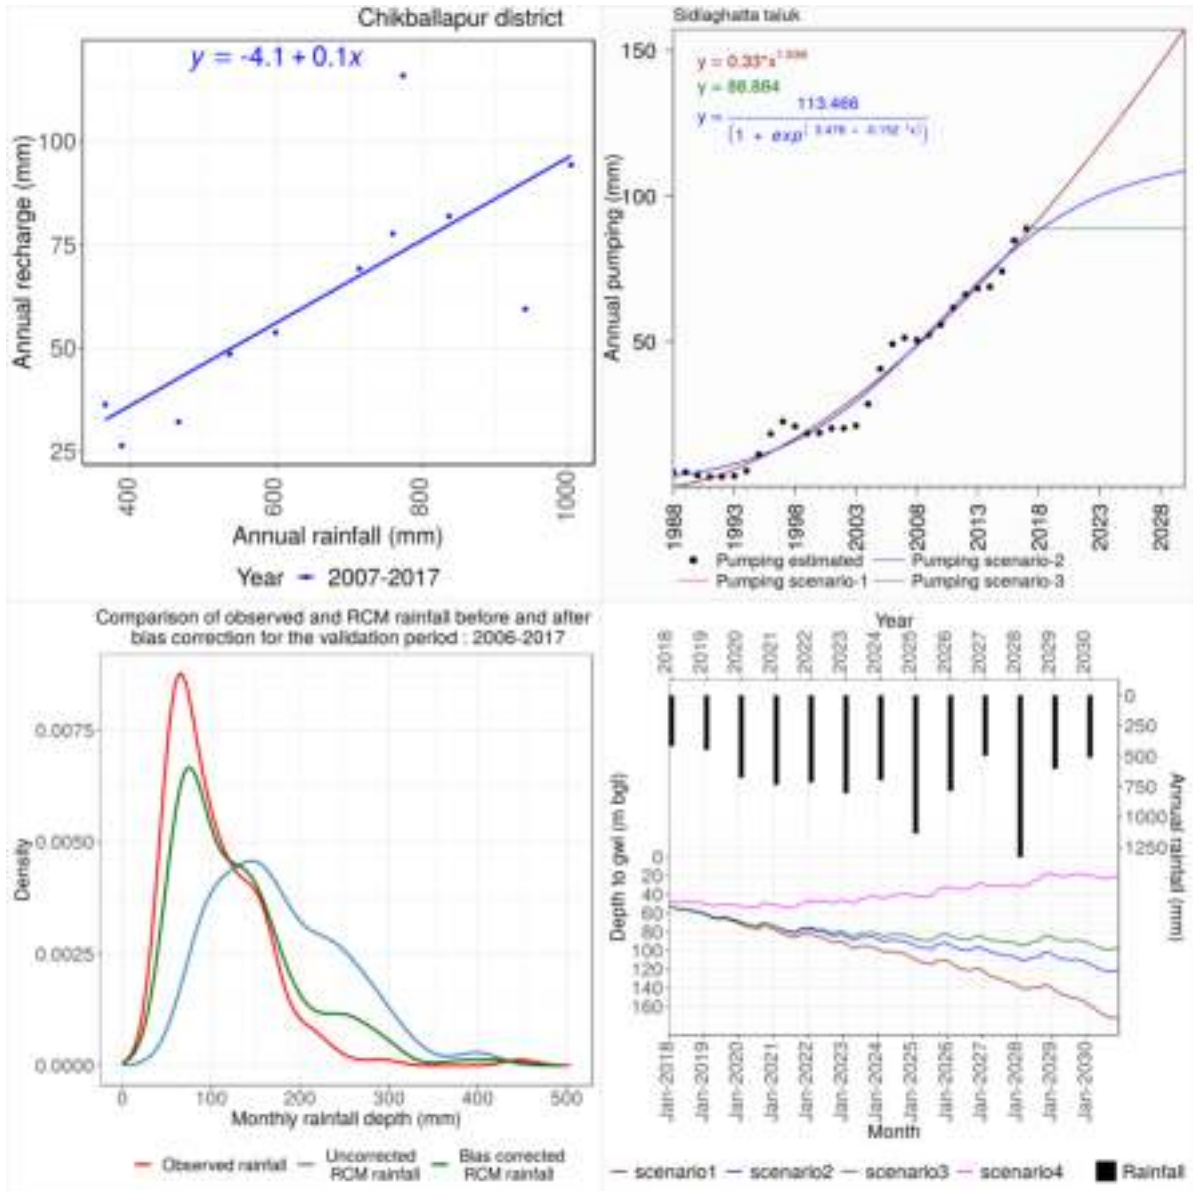 Chikballapur district
y = -4.1 + 0.1x
Annual recharge (mm)
100
75
50
25
400
600
800
1000
Annual rainfall (mm)
Year
2007-2017
Sidlaghatta taluk
y = 0.33*x
y = 88.884
y =
113.466
(1 + exp
Annual pumping (mm)
150
100
50
1988
1993
1998
2003
2008
2013
2018
2023
2028
Pumping estimated
Pumping scenario-2
Pumping scenario-1
Pumping scenario-3
Comparison of observed and RCM rainfall before and after
bias correction for the validation period : 2006-2017
Density
0.0075
0.0050
0.0025
0.0000
0
100
200
300
400
500
Monthly rainfall depth (mm)
Observed rainfall
Uncorrected
RCM rainfall
Bias corrected
RCM rainfall
Year
2018
2019
2020
2021
2022
2023
2024
2025
2026
2027
2028
2029
2030
0
250
500
750
1000
1250
Annual rainfall (mm)
Depth to gwl (m bgl)
0
20
40
60
80
100
120
140
160
Jan-2018
Jan-2019
Jan-2020
Jan-2021
Jan-2022
Jan-2023
Jan-2024
Jan-2025
Jan-2026
Jan-2027
Jan-2028
Jan-2029
Jan-2030
Month
scenario1
scenario2
scenario3
scenario4
Rainfall